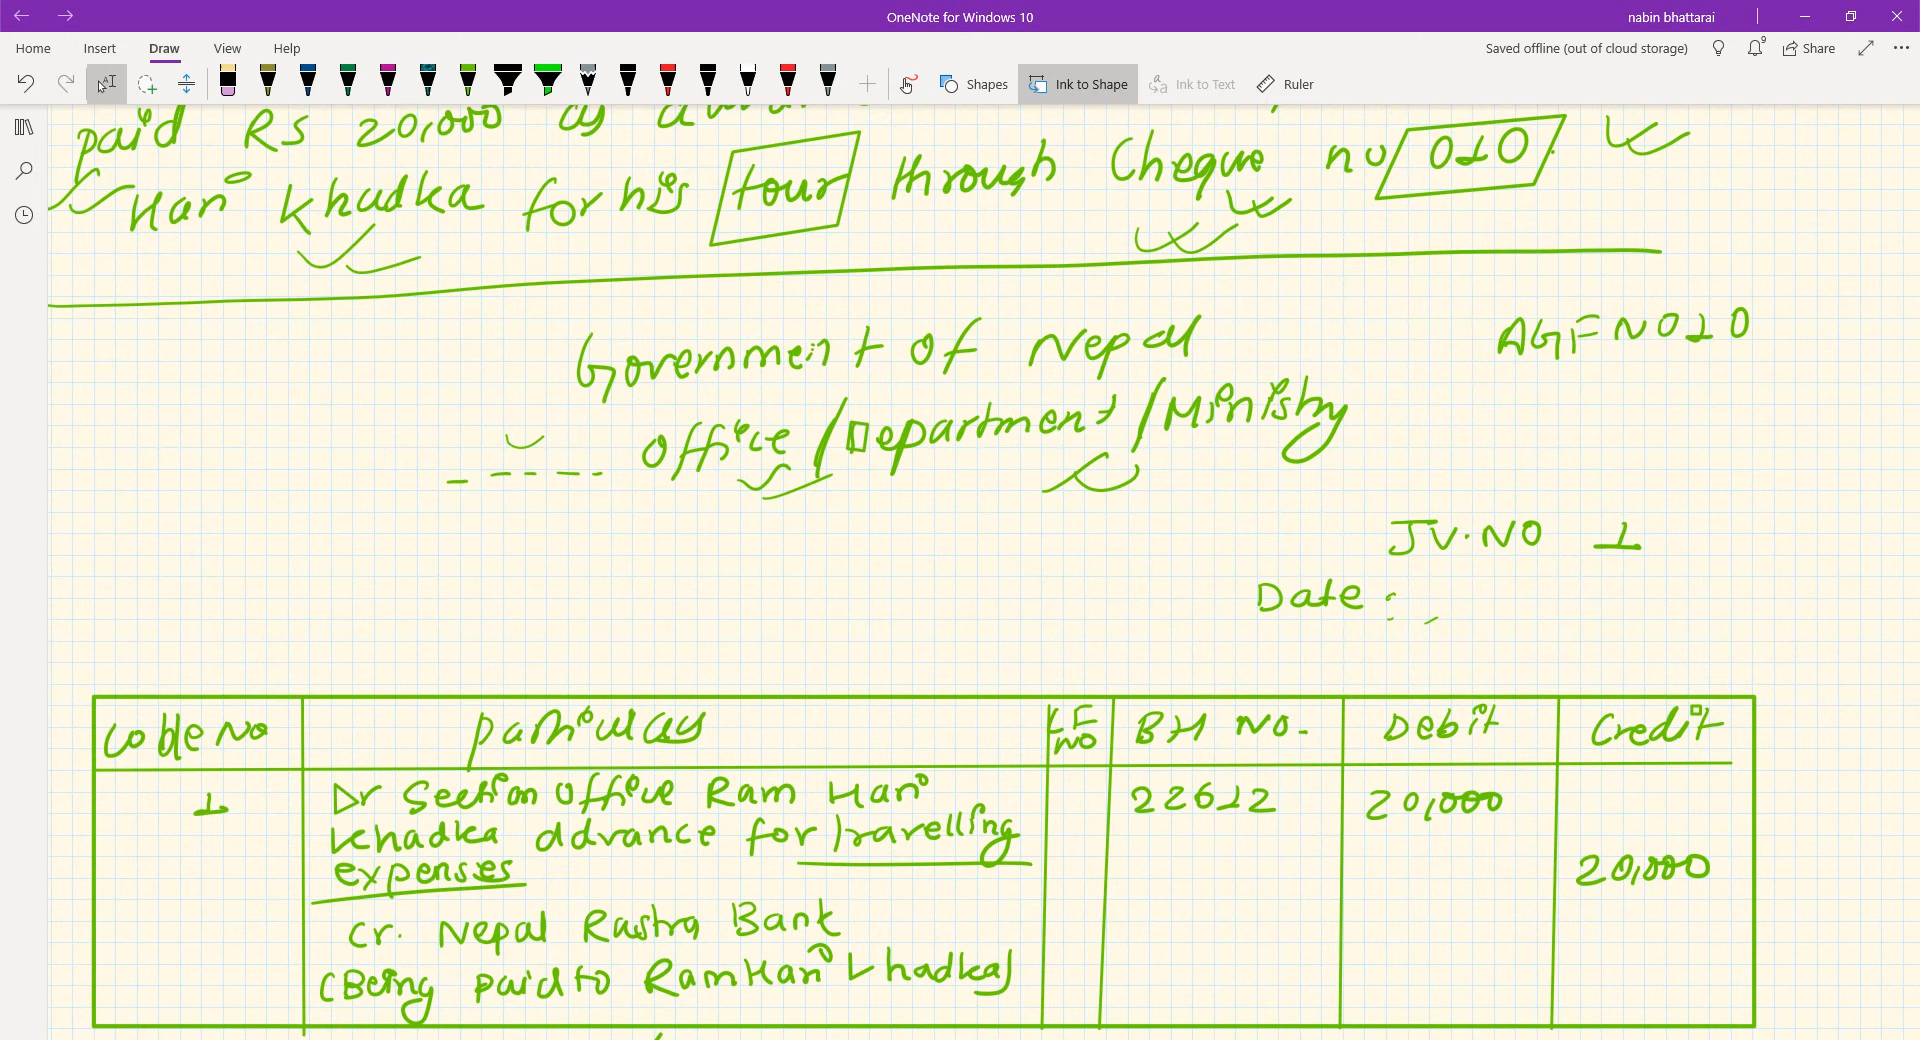 OneNote for Windows 10
nabin bhattarai
Home Insert Draw View Help
Saved offline (out of cloud storage)
9
Share
Shapes
Ink to Shape
Ink to Text
Ruler
paid RS 20,000 as
Hari Khadka for his tour through Cheque no 010
Government of Nepal
AGF NO 10
----- Office /Department /Ministry
JV.NO 1
Date :
Code No Particulars LF NO BH No. Debit Credit
1 Dr Section Office Ram Hari 22612 20,000
Khadka advance for travelling
expenses 20,000
Cr. Nepal Rastra Bank
(Being paid to Ram Hari Khadka)